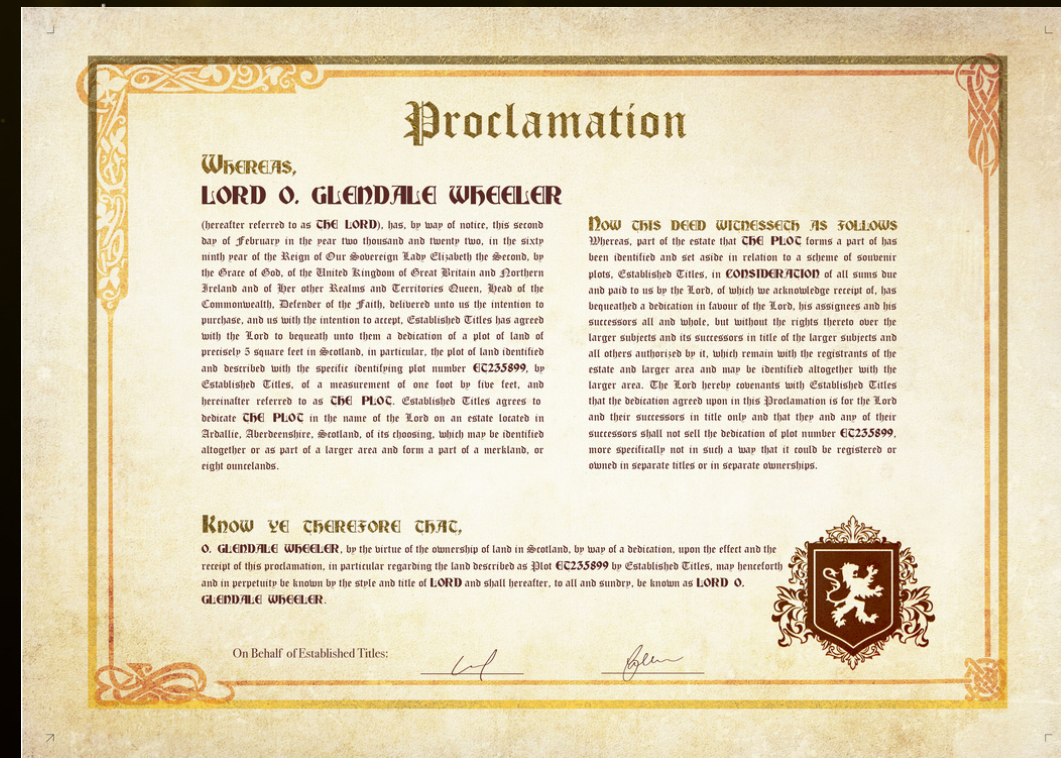 Proclamation
Whereas,
LORD O. GLENDALE WHEELER
(hereafter referred to as THE LORD), has, by way of notice, this second
day of February in the year two thousand and twenty two, in the sixty
ninth year of the Reign of Our Sovereign Lady Elizabeth the Second, by
the Grace of God, of the United Kingdom of Great Britain and Northern
Ireland and of Her other Realms and Territories Queen, Head of the
Commonwealth, Defender of the Faith, delivered unto us the intention to
purchase, and us with the intention to accept, Established Titles has agreed
with the Lord to bequeath unto them a dedication of a plot of land of
precisely 5 square feet in Scotland, in particular, the plot of land identified
and described with the specific identifying plot number ET235899, by
Established Titles, of a measurement of one foot by five feet, and
hereinafter referred to as THE PLOT. Established Titles agrees to
dedicate THE PLOT in the name of the Lord on an estate located in
Ardallie, Aberdeenshire, Scotland, of its choosing, which may be identified
altogether or as part of a larger area and form a part of a merkland, or
eight ouncelands.
NOW THIS DEED WITNESSETH AS FOLLOWS
Whereas, part of the estate that THE PLOT forms a part of has
been identified and set aside in relation to a scheme of souvenir
plots, Established Titles, in CONSIDERATION of all sums due
and paid to us by the Lord, of which we acknowledge receipt of, has
bequeathed a dedication in favour of the Lord, his assignees and his
successors all and whole, but without the rights thereto over the
larger subjects and its successors in title of the larger subjects and
all others authorized by it, which remain with the registrants of the
estate and larger area and may be identified altogether with the
larger area. The Lord hereby covenants with Established Titles
that the dedication agreed upon in this Proclamation is for the Lord
and their successors in title only and that they and any of their
successors shall not sell the dedication of plot number ET235899,
more specifically not in such a way that it could be registered or
owned in separate titles or in separate ownerships.
Know ye therefore that,
O. GLENDALE WHEELER, by the virtue of the ownership of land in Scotland, by way of a dedication, upon the effect and the
receipt of this proclamation, in particular regarding the land described as Plot ET235899 by Established Titles, may henceforth
and in perpetuity be known by the style and title of LORD and shall hereafter, to all and sundry, be known as LORD O.
GLENDALE WHEELER.
On Behalf of Established Titles: